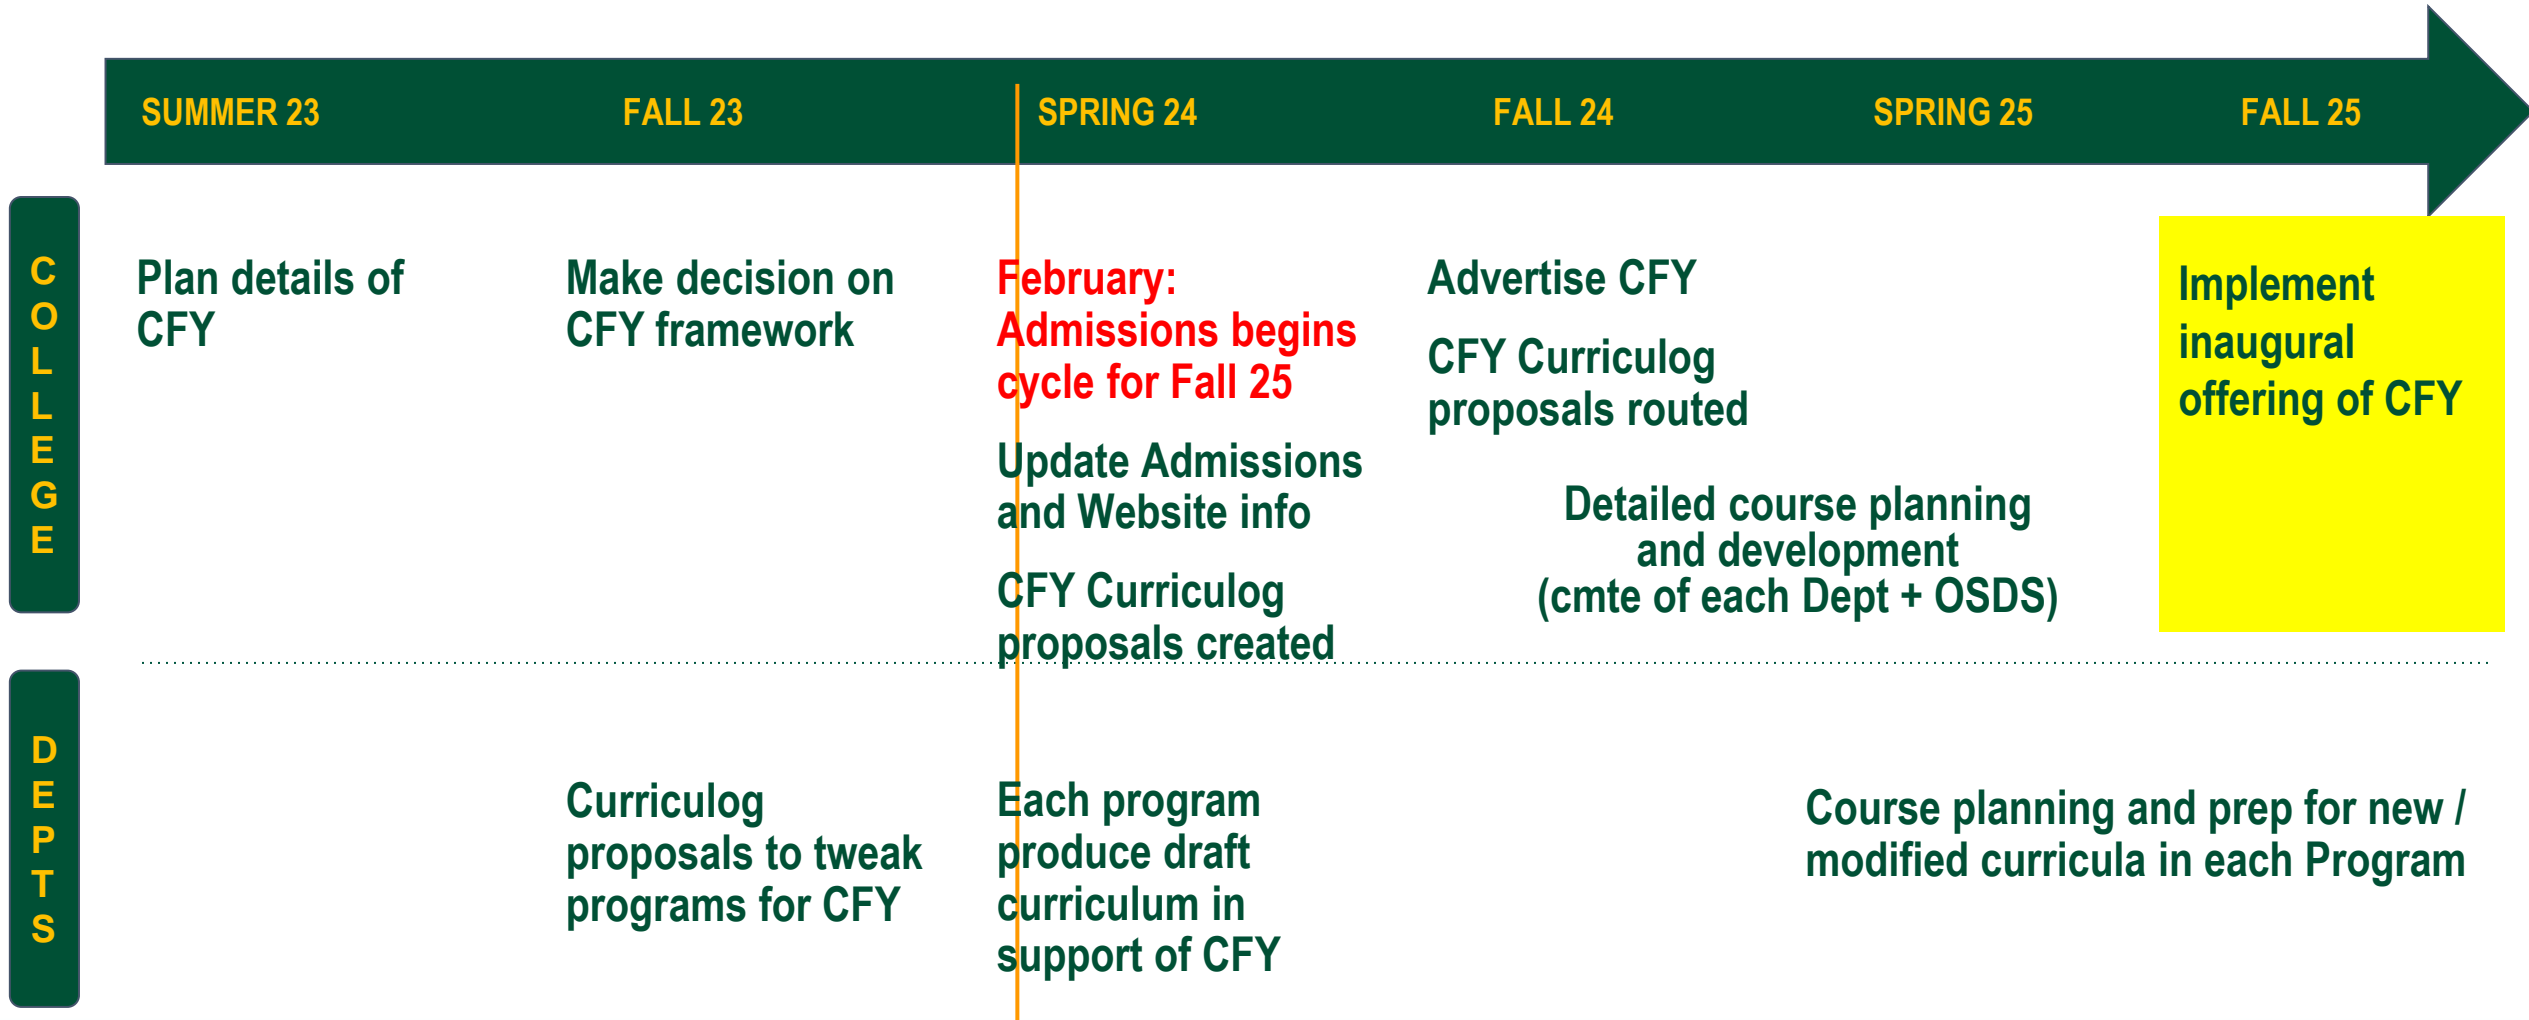 SUMMER 23
FALL 23
SPRING 24
FALL 24
SPRING 25
FALL 25
COLLEGE
Plan details of
CFY
Make decision on
CFY framework
February:
Admissions begins
cycle for Fall 25
Update Admissions
and Website info
CFY Curriculog
proposals created
Advertise CFY
CFY Curriculog
proposals routed
Detailed course planning
and development
(cmte of each Dept + OSDS)
Implement
inaugural
offering of CFY
DEPTS
Curriculog
proposals to tweak
programs for CFY
Each program
produce draft
curriculum in
support of CFY
Course planning and prep for new /
modified curricula in each Program